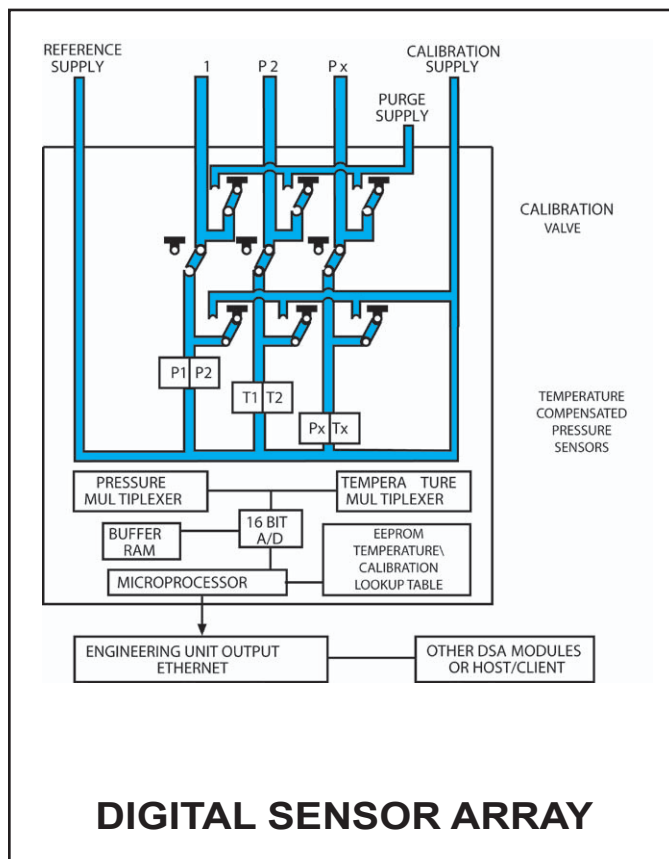 REFERENCE
SUPPLY
1
P 2
P x
CALIBRATION
SUPPLY
PURGE
SUPPLY
CALIBRATION
VALVE
P1 P2
T1 T2
Px Tx
TEMPERATURE
COMPENSATED
PRESSURE
SENSORS
PRESSURE
MUL TIPLEXER
TEMPERA TURE
MUL TIPLEXER
16 BIT
A/D
BUFFER
RAM
EEPROM
TEMPERATURE\
CALIBRATION
LOOKUP TABLE
MICROPROCESSOR
ENGINEERING UNIT OUTPUT
ETHERNET
OTHER DSA MODULES
OR HOST/CLIENT
DIGITAL SENSOR ARRAY